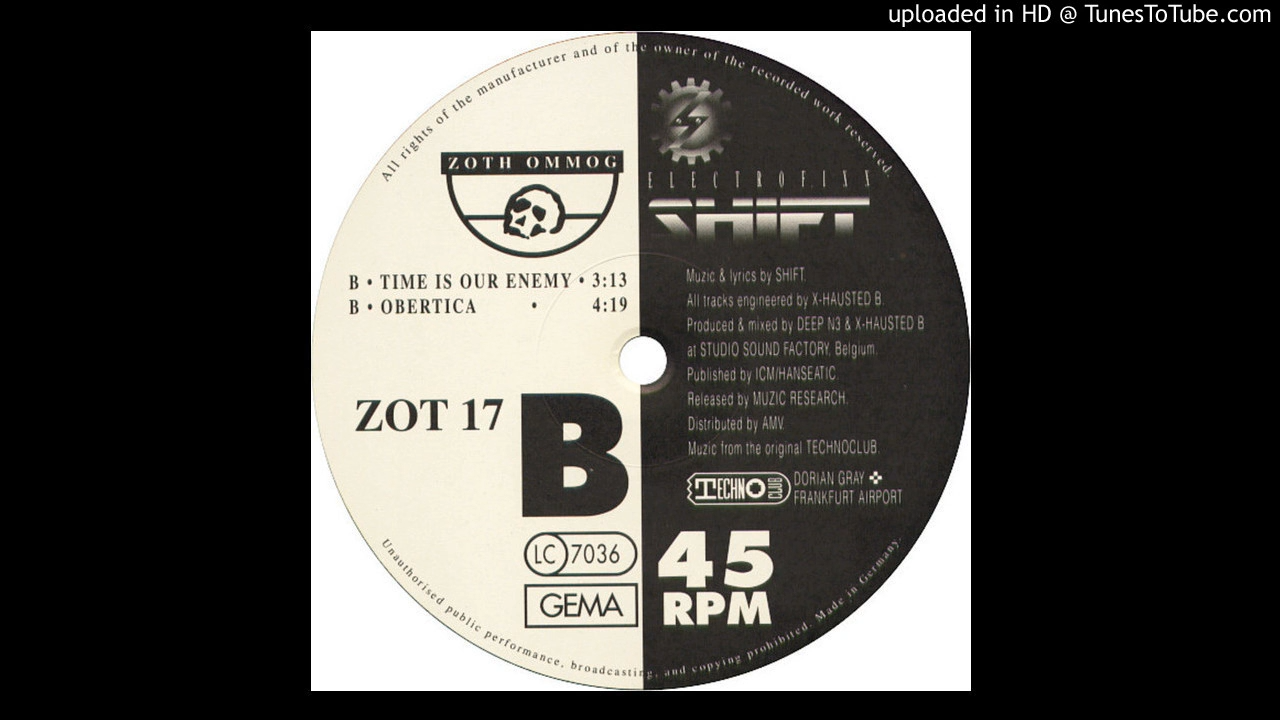 uploaded in HD @ TunesToTube.com
All rights of the manufacturer and of the owner of the recorded work reserved.
ZOTH OMMOG
ELECTROFIXX
SHIFT
B • TIME IS OUR ENEMY • 3:13
B • OBERTICA • 4:19
Muzic & lyrics by SHIFT.
All tracks engineered by X-HAUSTED B.
Produced & mixed by DEEP N3 & X-HAUSTED B
at STUDIO SOUND FACTORY, Belgium.
Published by ICM/HANSEATIC.
Released by MUZIC RESEARCH.
Distributed by AMV.
Muzic from the original TECHNOCLUB.
ZOT 17
B
TECHNO CLUB
DORIAN GRAY
FRANKFURT AIRPORT
LC 7036
GEMA
45
RPM
Unauthorised public performance, broadcasting, and copying prohibited. Made in Germany.